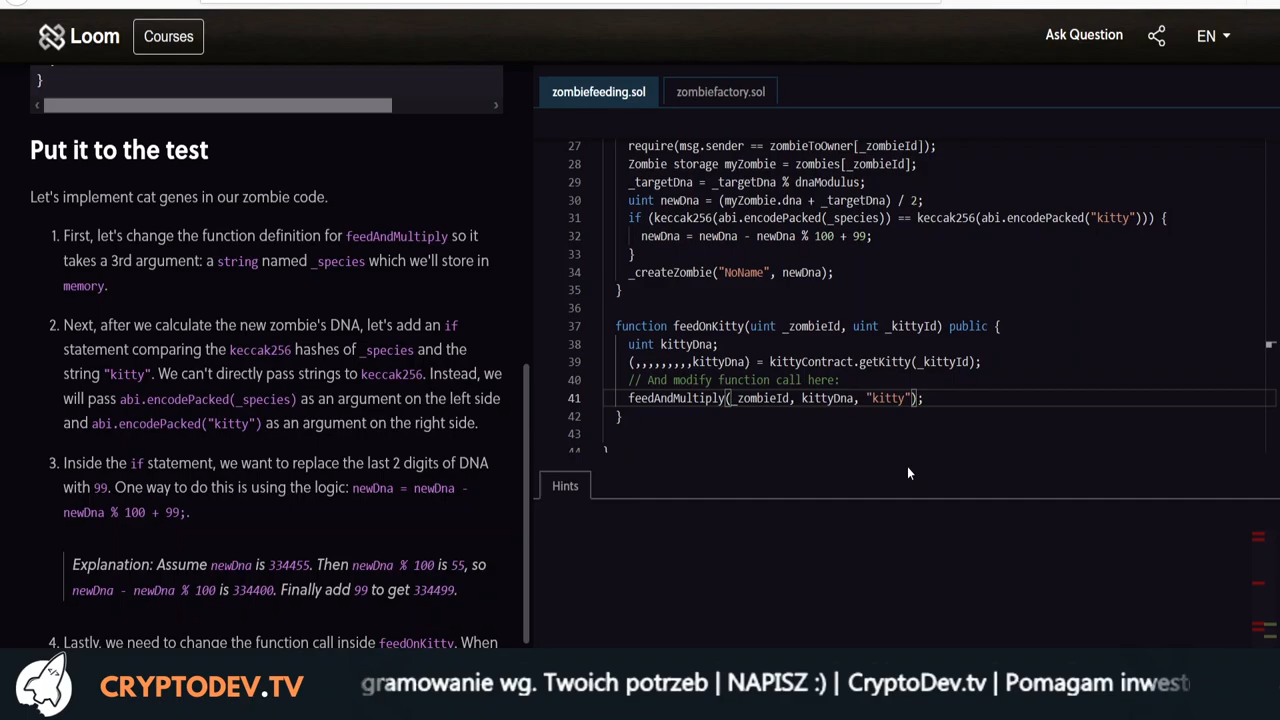 Loom
Courses
Ask Question
EN
}
Put it to the test
Let's implement cat genes in our zombie code.
1. First, let's change the function definition for feedAndMultiply so it
takes a 3rd argument: a string named _species which we'll store in
memory.
2. Next, after we calculate the new zombie's DNA, let's add an if
statement comparing the keccak256 hashes of _species and the
string "kitty". We can't directly pass strings to keccak256. Instead, we
will pass abi.encodePacked(_species) as an argument on the left side
and abi.encodePacked("kitty") as an argument on the right side.
3. Inside the if statement, we want to replace the last 2 digits of DNA
with 99. One way to do this is using the logic: newDna = newDna -
newDna % 100 + 99;.
Explanation: Assume newDna is 334455. Then newDna % 100 is 55, so
newDna - newDna % 100 is 334400. Finally add 99 to get 334499.
4. Lastly, we need to change the function call inside feedOnKitty. When
zombiefeeding.sol
zombiefactory.sol
27 require(msg.sender == zombieToOwner[_zombieId]);
28 Zombie storage myZombie = zombies[_zombieId];
29 _targetDna = _targetDna % dnaModulus;
30 uint newDna = (myZombie.dna + _targetDna) / 2;
31 if (keccak256(abi.encodePacked(_species)) == keccak256(abi.encodePacked("kitty"))) {
32 newDna = newDna - newDna % 100 + 99;
33 }
34 _createZombie("NoName", newDna);
35 }
36
37 function feedOnKitty(uint _zombieId, uint _kittyId) public {
38 uint kittyDna;
39 (,,,,,,,,,kittyDna) = kittyContract.getKitty(_kittyId);
40 // And modify function call here:
41 feedAndMultiply(_zombieId, kittyDna, "kitty");
42 }
43
44 }
Hints
CRYPTODEV.TV
gramowanie wg. Twoich potrzeb | NAPISZ :) | CryptoDev.tv | Pomagam inwest